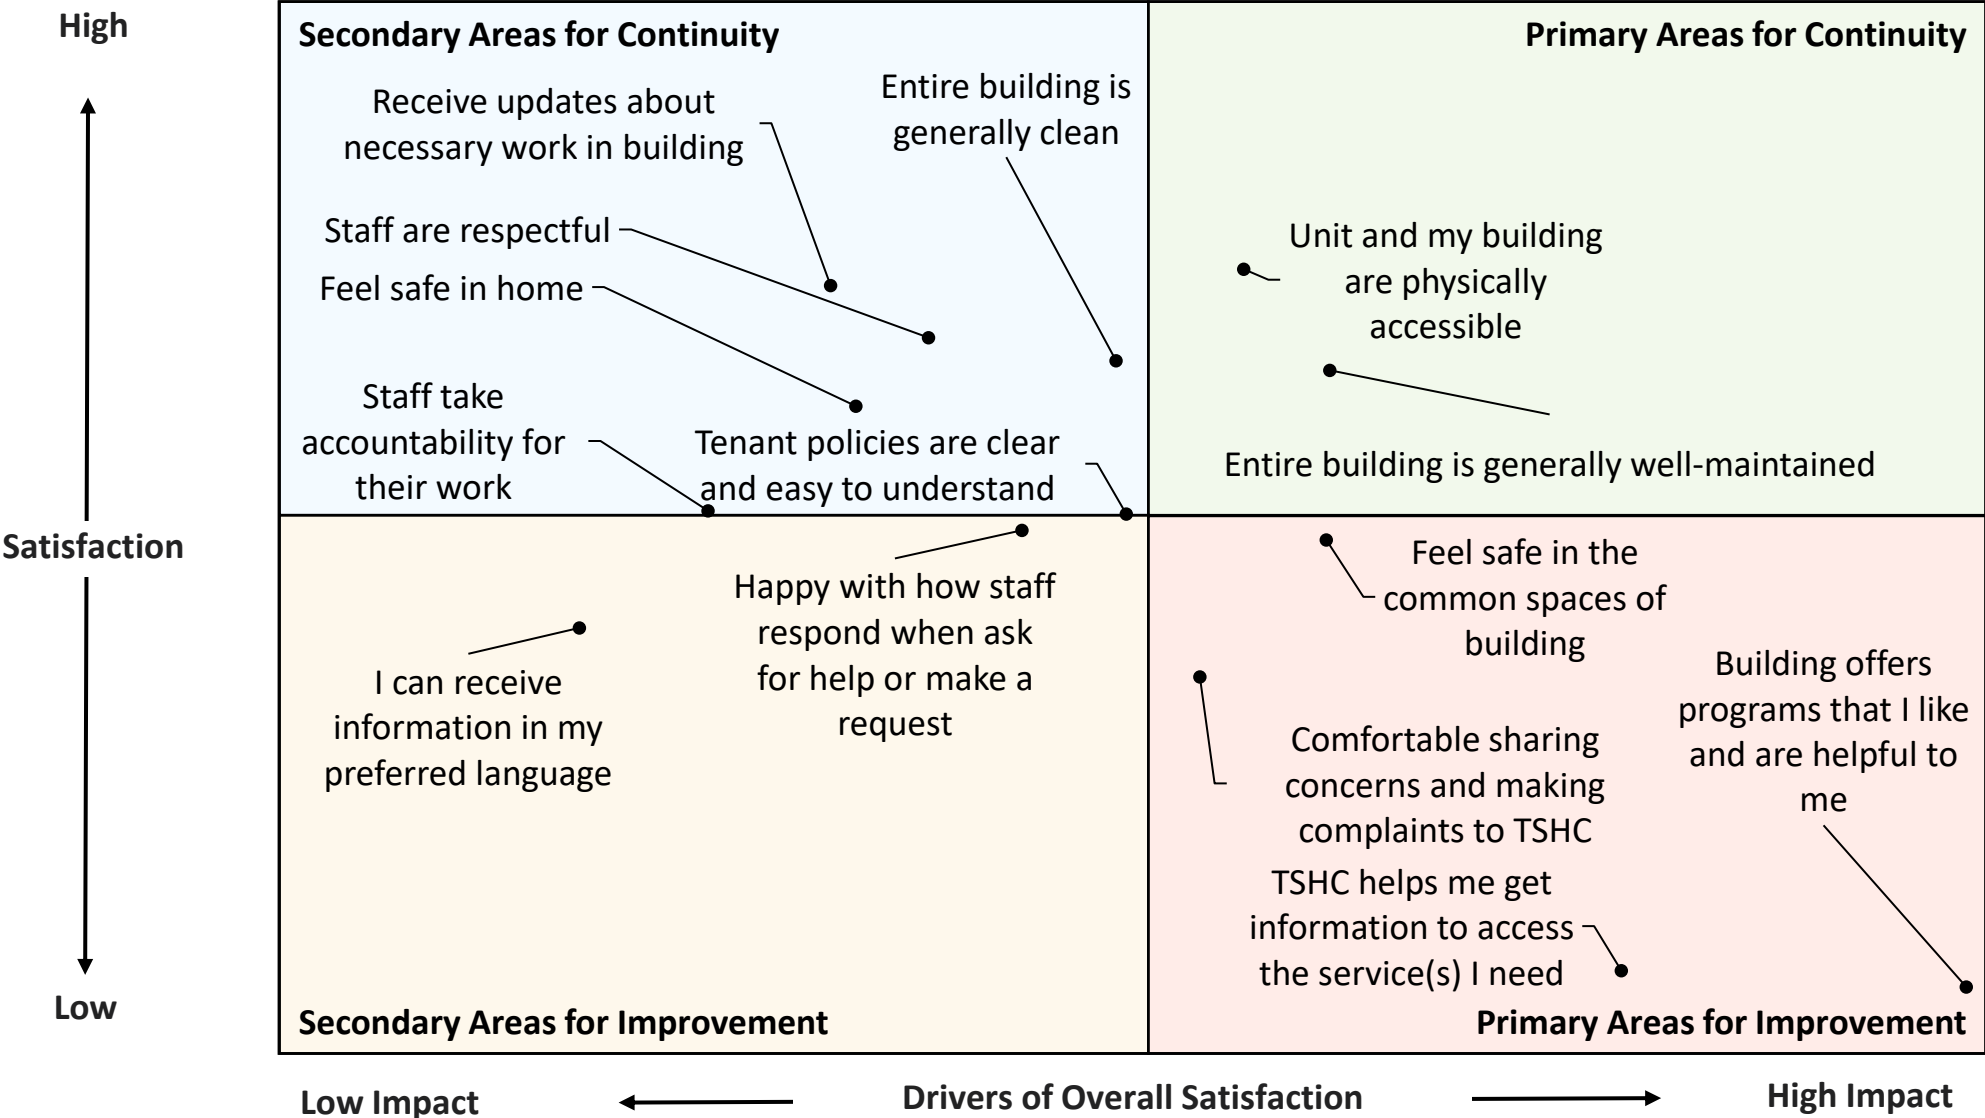 High
Satisfaction
Low
Secondary Areas for Continuity
Receive updates about
necessary work in building
Entire building is
generally clean
Staff are respectful
Feel safe in home
Staff take
accountability for
their work
Tenant policies are clear
and easy to understand
Primary Areas for Continuity
Unit and my building
are physically
accessible
Entire building is generally well-maintained
Happy with how staff
respond when ask
for help or make a
request
I can receive
information in my
preferred language
Secondary Areas for Improvement
Feel safe in the
common spaces of
building
Building offers
programs that I like
and are helpful to
me
Comfortable sharing
concerns and making
complaints to TSHC
TSHC helps me get
information to access
the service(s) I need
Primary Areas for Improvement
Low Impact
Drivers of Overall Satisfaction
High Impact